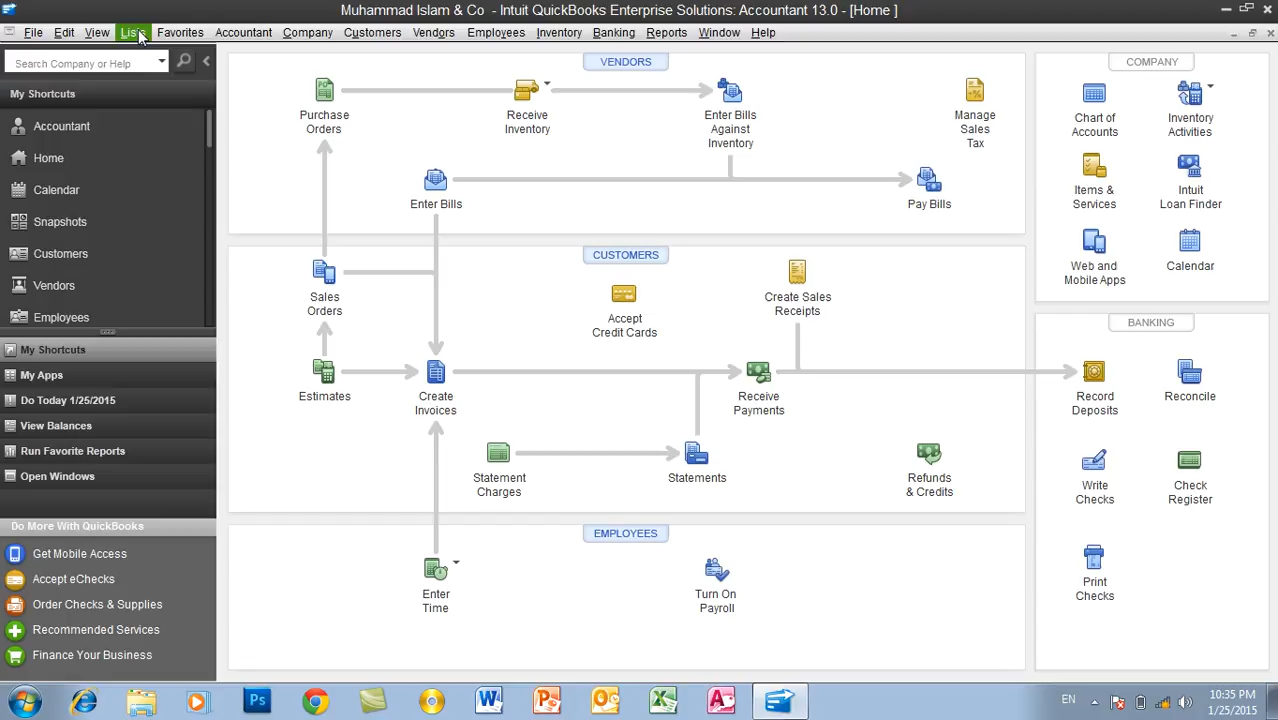 Muhammad Islam & Co - Intuit QuickBooks Enterprise Solutions: Accountant 13.0 - [Home ]
File Edit View Lists Favorites Accountant Company Customers Vendors Employees Inventory Banking Reports Window Help
Search Company or Help
My Shortcuts
Accountant
Home
Calendar
Snapshots
Customers
Vendors
Employees
My Shortcuts
My Apps
Do Today 1/25/2015
View Balances
Run Favorite Reports
Open Windows
Do More With QuickBooks
Get Mobile Access
Accept eChecks
Order Checks & Supplies
Recommended Services
Finance Your Business
VENDORS
Purchase
Orders
Receive
Inventory
Enter Bills
Against
Inventory
Manage
Sales
Tax
Enter Bills
Pay Bills
CUSTOMERS
Sales
Orders
Accept
Credit Cards
Create Sales
Receipts
Estimates
Create
Invoices
Receive
Payments
Statement
Charges
Statements
Refunds
& Credits
EMPLOYEES
Enter
Time
Turn On
Payroll
COMPANY
Chart of
Accounts
Inventory
Activities
Items &
Services
Intuit
Loan Finder
Web and
Mobile Apps
Calendar
BANKING
Record
Deposits
Reconcile
Write
Checks
Check
Register
Print
Checks
Ps
EN
10:35 PM
1/25/2015